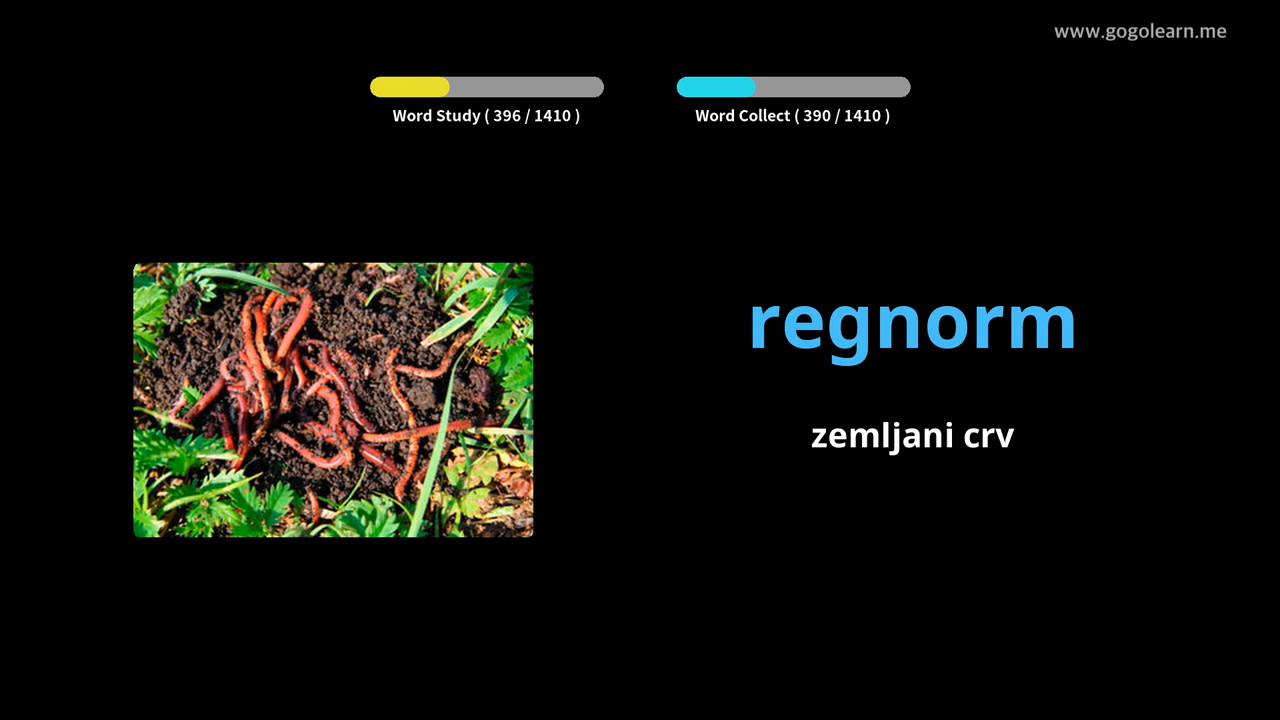 www.gogolearn.me
Word Study ( 396 / 1410 )
Word Collect ( 390 / 1410 )
regnorm
zemljani crv